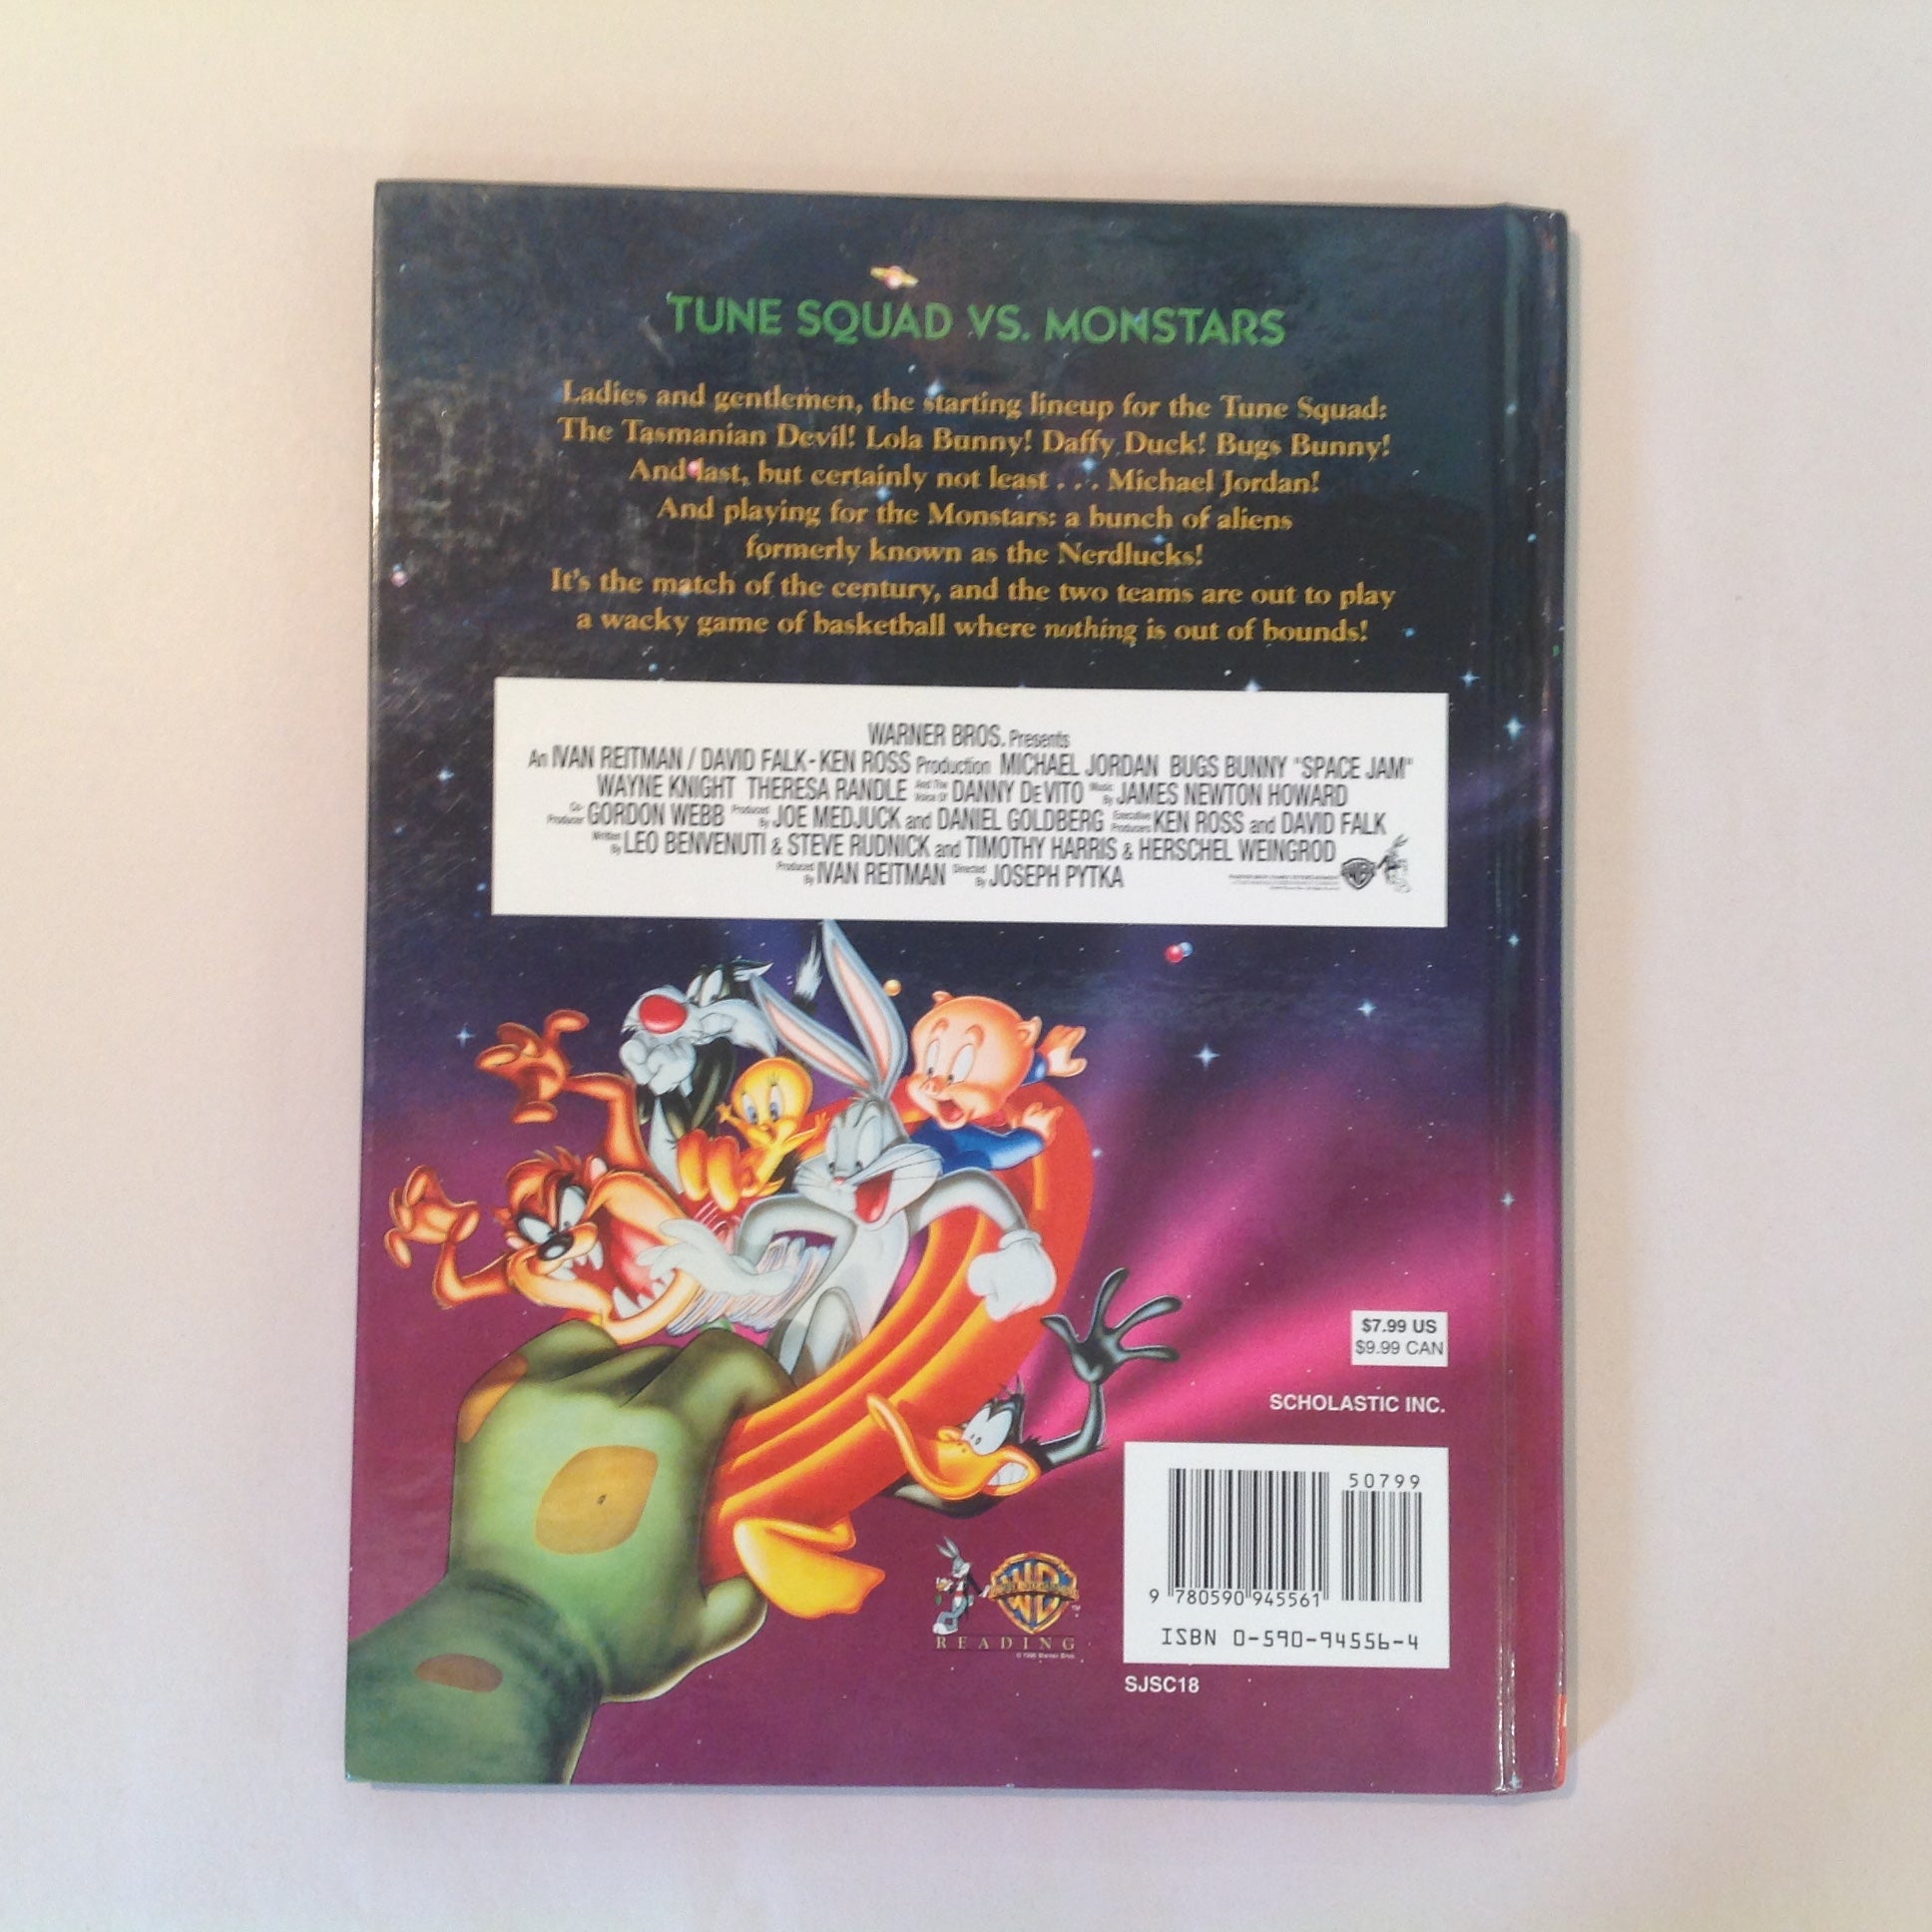 TUNE SQUAD VS. MONSTARS
Ladies and gentlemen, the starting lineup for the Tune Squad:
The Tasmanian Devil! Lola Bunny! Daffy Duck! Bugs Bunny!
And last, but certainly not least . . . Michael Jordan!
And playing for the Monstars: a bunch of aliens
formerly known as the Nerdlucks!
It's the match of the century, and the two teams are out to play
a wacky game of basketball where nothing is out of bounds!
WARNER BROS. Presents
An IVAN REITMAN / DAVID FALK - KEN ROSS Production MICHAEL JORDAN BUGS BUNNY "SPACE JAM"
WAYNE KNIGHT THERESA RANDLE And The Voice Of DANNY DeVITO Music By JAMES NEWTON HOWARD
Co-Producer GORDON WEBB Produced By JOE MEDJUCK and DANIEL GOLDBERG Executive Producers KEN ROSS and DAVID FALK
Written By LEO BENVENUTI & STEVE RUDNICK and TIMOTHY HARRIS & HERSCHEL WEINGROD
Produced By IVAN REITMAN Directed By JOSEPH PYTKA
$7.99 US
$9.99 CAN
SCHOLASTIC INC.
50799
9 780590 945561
ISBN 0-590-94556-4
WB
READING
© 1996 Warner Bros.
SJSC18